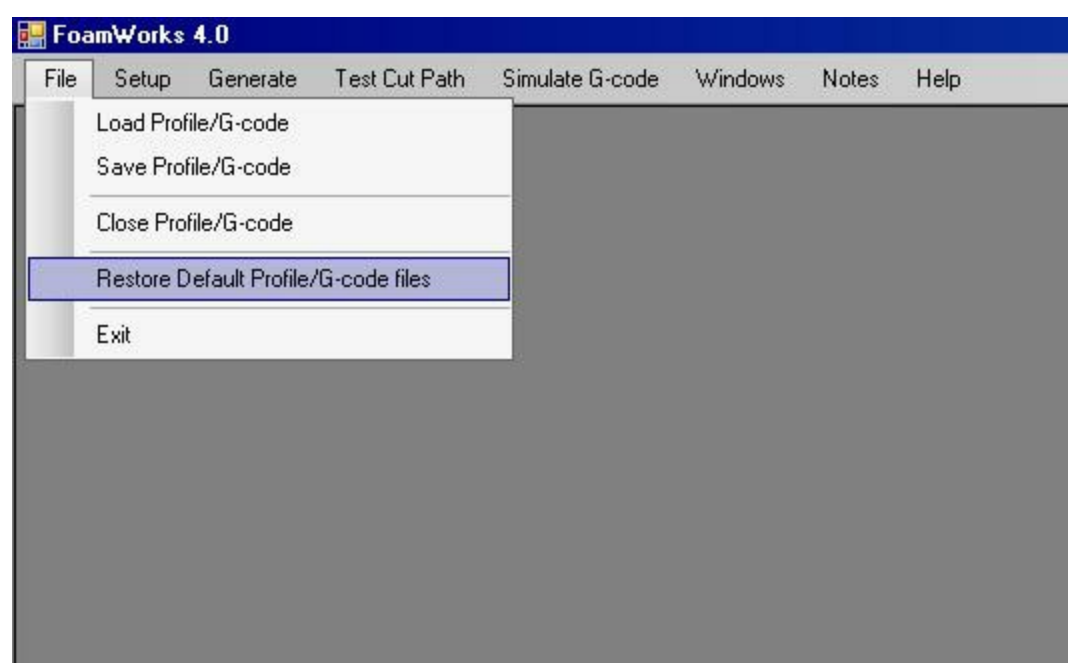 FoamWorks 4.0
File Setup Generate Test Cut Path Simulate G-code Windows Notes Help
Load Profile/G-code
Save Profile/G-code
Close Profile/G-code
Restore Default Profile/G-code files
Exit